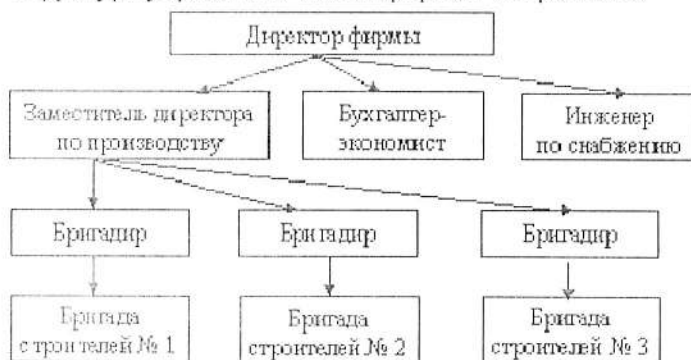 Директор фирмы
Заместитель директора
по производству
Бухгалтер-
экономист
Инженер
по снабжению
Бригадир
Бригадир
Бригадир
Бригада
строителей № 1
Бригада
строителей № 2
Бригада
строителей № 3